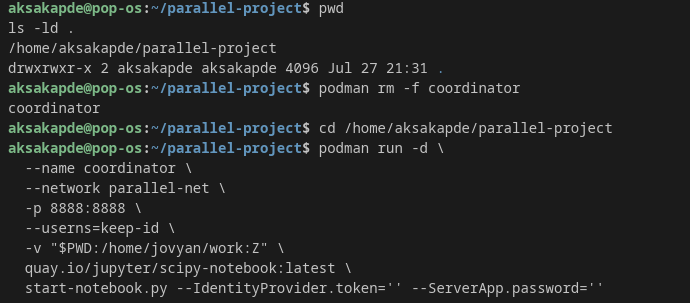 aksakapde@pop-os:~/parallel-project$ pwd
ls -ld .
/home/aksakapde/parallel-project
drwxrwxr-x 2 aksakapde aksakapde 4096 Jul 27 21:31 .
aksakapde@pop-os:~/parallel-project$ podman rm -f coordinator
coordinator
aksakapde@pop-os:~/parallel-project$ cd /home/aksakapde/parallel-project
aksakapde@pop-os:~/parallel-project$ podman run -d \
  --name coordinator \
  --network parallel-net \
  -p 8888:8888 \
  --userns=keep-id \
  -v "$PWD:/home/jovyan/work:Z" \
  quay.io/jupyter/scipy-notebook:latest \
  start-notebook.py --IdentityProvider.token='' --ServerApp.password=''